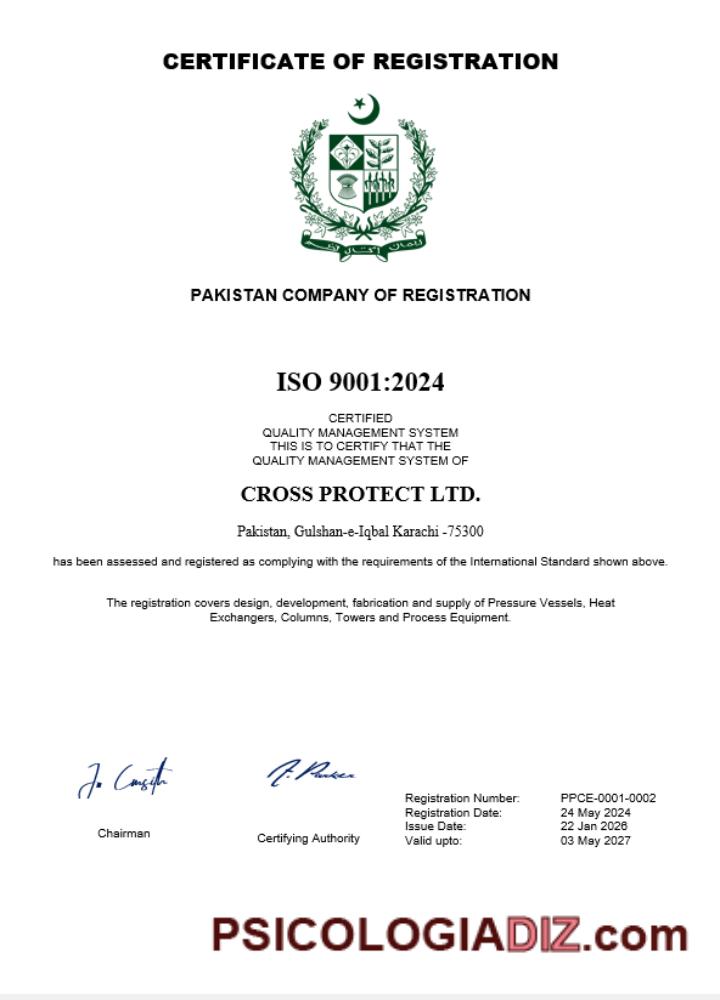 CERTIFICATE OF REGISTRATION
PAKISTAN COMPANY OF REGISTRATION
ISO 9001:2024
CERTIFIED
QUALITY MANAGEMENT SYSTEM
THIS IS TO CERTIFY THAT THE
QUALITY MANAGEMENT SYSTEM OF
CROSS PROTECT LTD.
Pakistan, Gulshan-e-Iqbal Karachi -75300
has been assessed and registered as complying with the requirements of the International Standard shown above.
The registration covers design, development, fabrication and supply of Pressure Vessels, Heat
Exchangers, Columns, Towers and Process Equipment.
Chairman
Certifying Authority
Registration Number: PPCE-0001-0002
Registration Date: 24 May 2024
Issue Date: 22 Jan 2026
Valid upto: 03 May 2027
PSICOLOGIADIZ.com